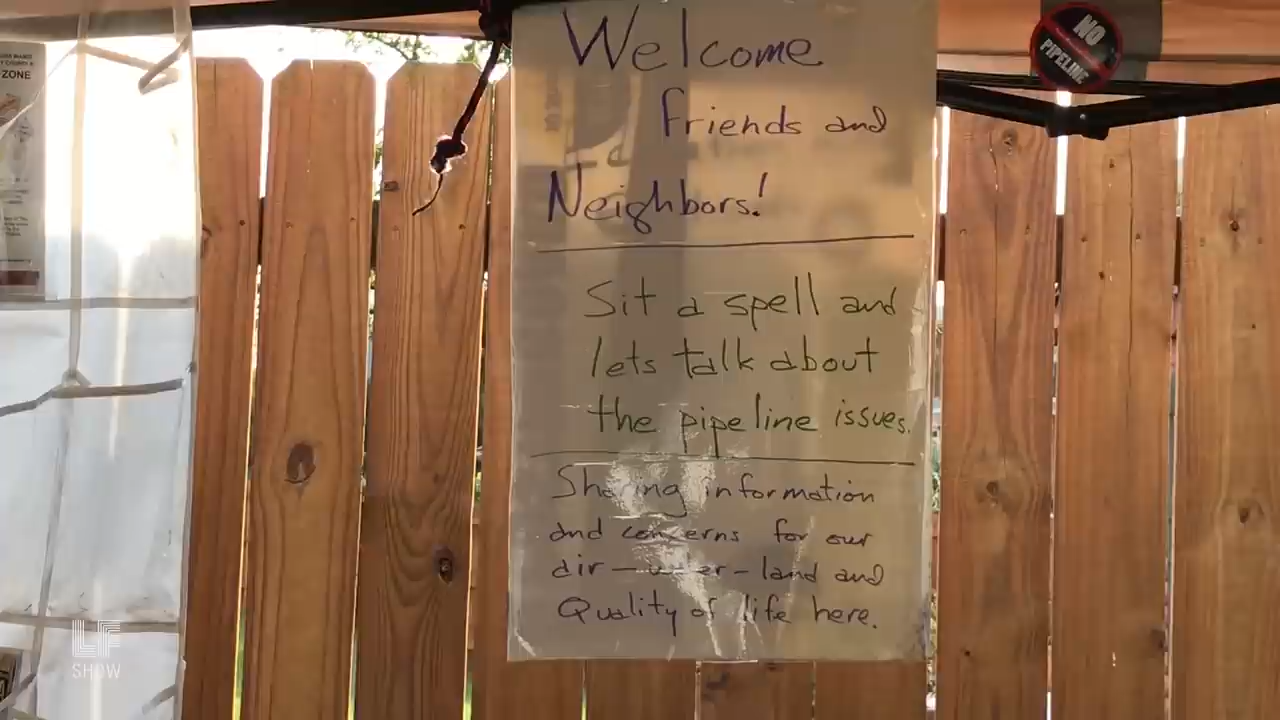 Welcome
Friends and
Neighbors!
Sit a spell and
lets talk about
the pipeline issues.
Sharing information
and concerns for our
air – water – land and
Quality of life here.
NO
PIPELINE
ZONE
LF
SHOW